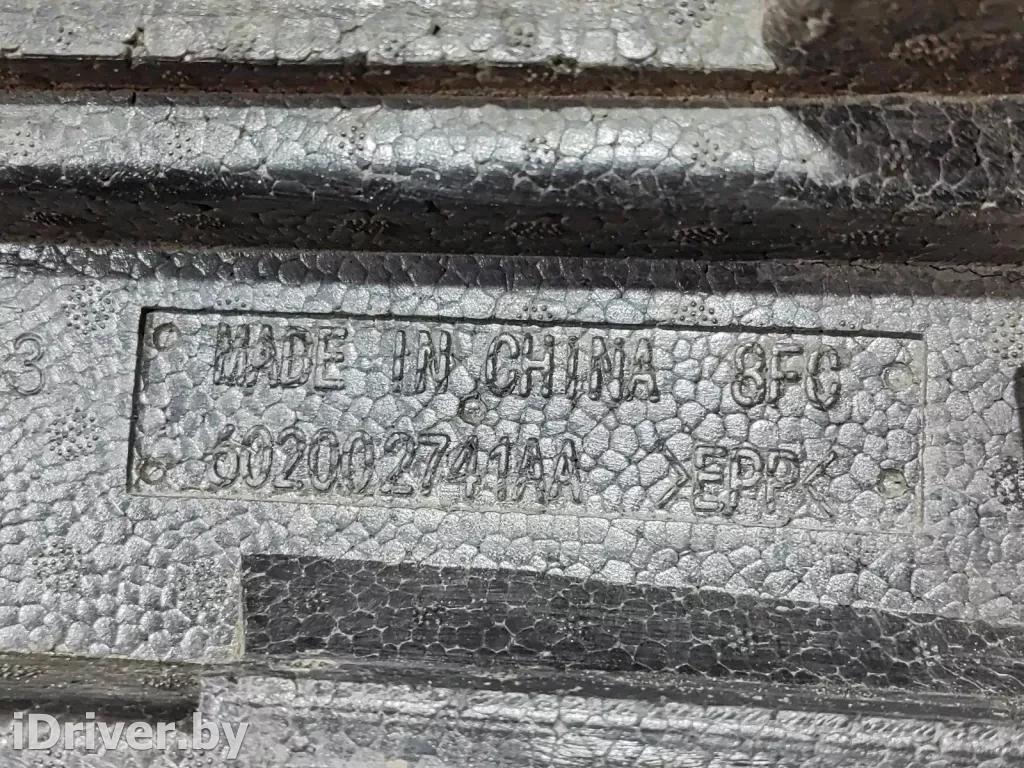 3
MADE IN CHINA 8FC
602002741AA >EPP<
iDriver.by